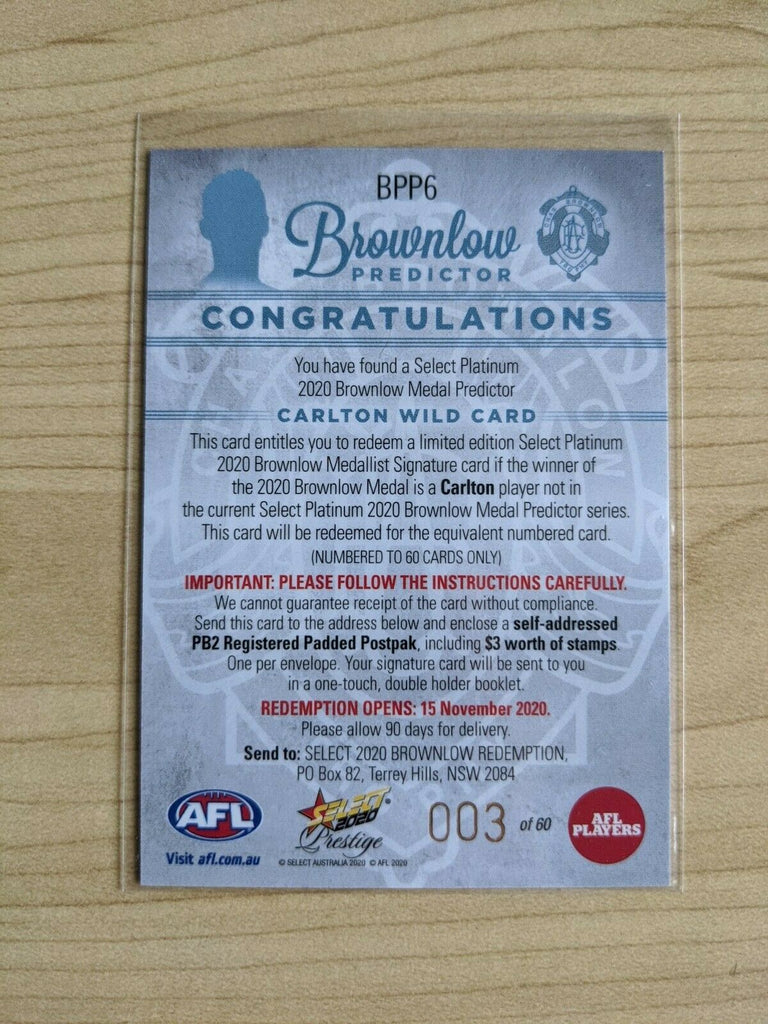 BPP6
Brownlow
PREDICTOR
CONGRATULATIONS
You have found a Select Platinum
2020 Brownlow Medal Predictor
CARLTON WILD CARD
This card entitles you to redeem a limited edition Select Platinum
2020 Brownlow Medallist Signature card if the winner of
the 2020 Brownlow Medal is a Carlton player not in
the current Select Platinum 2020 Brownlow Medal Predictor series.
This card will be redeemed for the equivalent numbered card.
(NUMBERED TO 60 CARDS ONLY)
IMPORTANT: PLEASE FOLLOW THE INSTRUCTIONS CAREFULLY.
We cannot guarantee receipt of the card without compliance.
Send this card to the address below and enclose a self-addressed
PB2 Registered Padded Postpak, including $3 worth of stamps.
One per envelope. Your signature card will be sent to you
in a one-touch, double holder booklet.
REDEMPTION OPENS: 15 November 2020.
Please allow 90 days for delivery.
Send to: SELECT 2020 BROWNLOW REDEMPTION,
PO Box 82, Terrey Hills, NSW 2084
AFL
Visit afl.com.au
SELECT
2020
Prestige
© SELECT AUSTRALIA 2020 © AFL 2020
003 of 60
AFL
PLAYERS